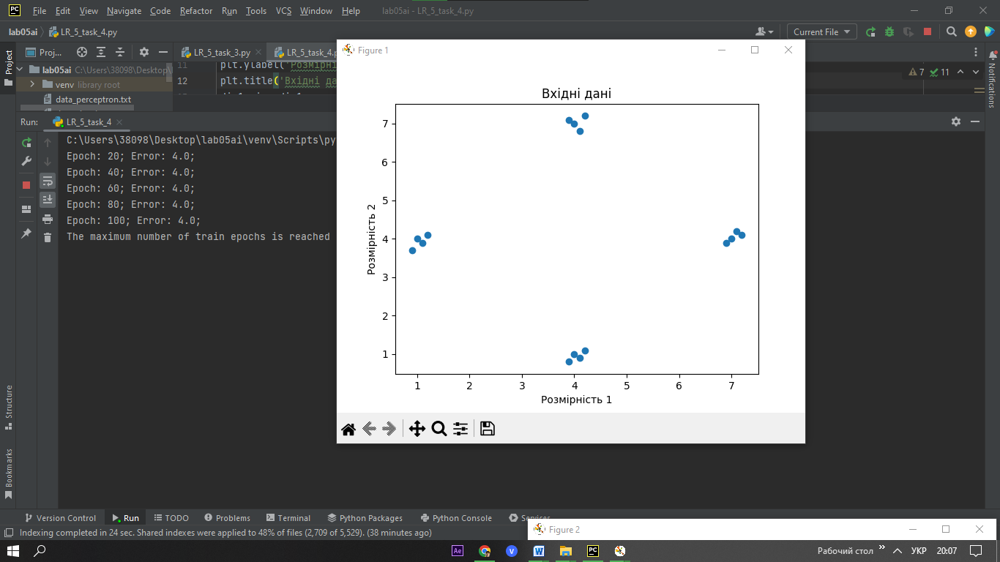 PC File Edit View Navigate Code Refactor Run Tools VCS Window Help lab05ai - LR_5_task_4.py
lab05ai LR_5_task_4.py Current File
Project Proj... LR_5_task_3.py LR_5_task_4.p Figure 1
lab05ai C:\Users\38098\Desktop\l 11 plt.ylabel('Розмірні
venv library root 12 plt.title('Вхідні да 7 11
data_perceptron.txt
Notifications
Run: LR_5_task_4
C:\Users\38098\Desktop\lab05ai\venv\Scripts\py
Epoch: 20; Error: 4.0;
Epoch: 40; Error: 4.0;
Epoch: 60; Error: 4.0;
Epoch: 80; Error: 4.0;
Epoch: 100; Error: 4.0;
The maximum number of train epochs is reached
Вхідні дані
7
6
5
4
3
2
1
Розмірність 2
1 2 3 4 5 6 7
Розмірність 1
Structure
Bookmarks
Version Control Run TODO Problems Terminal Python Packages Python Console Services
Indexing completed in 24 sec. Shared indexes were applied to 48% of files (2,709 of 5,529). (38 minutes ago) Figure 2
Ae V W PC Рабочий стол УКР 20:07